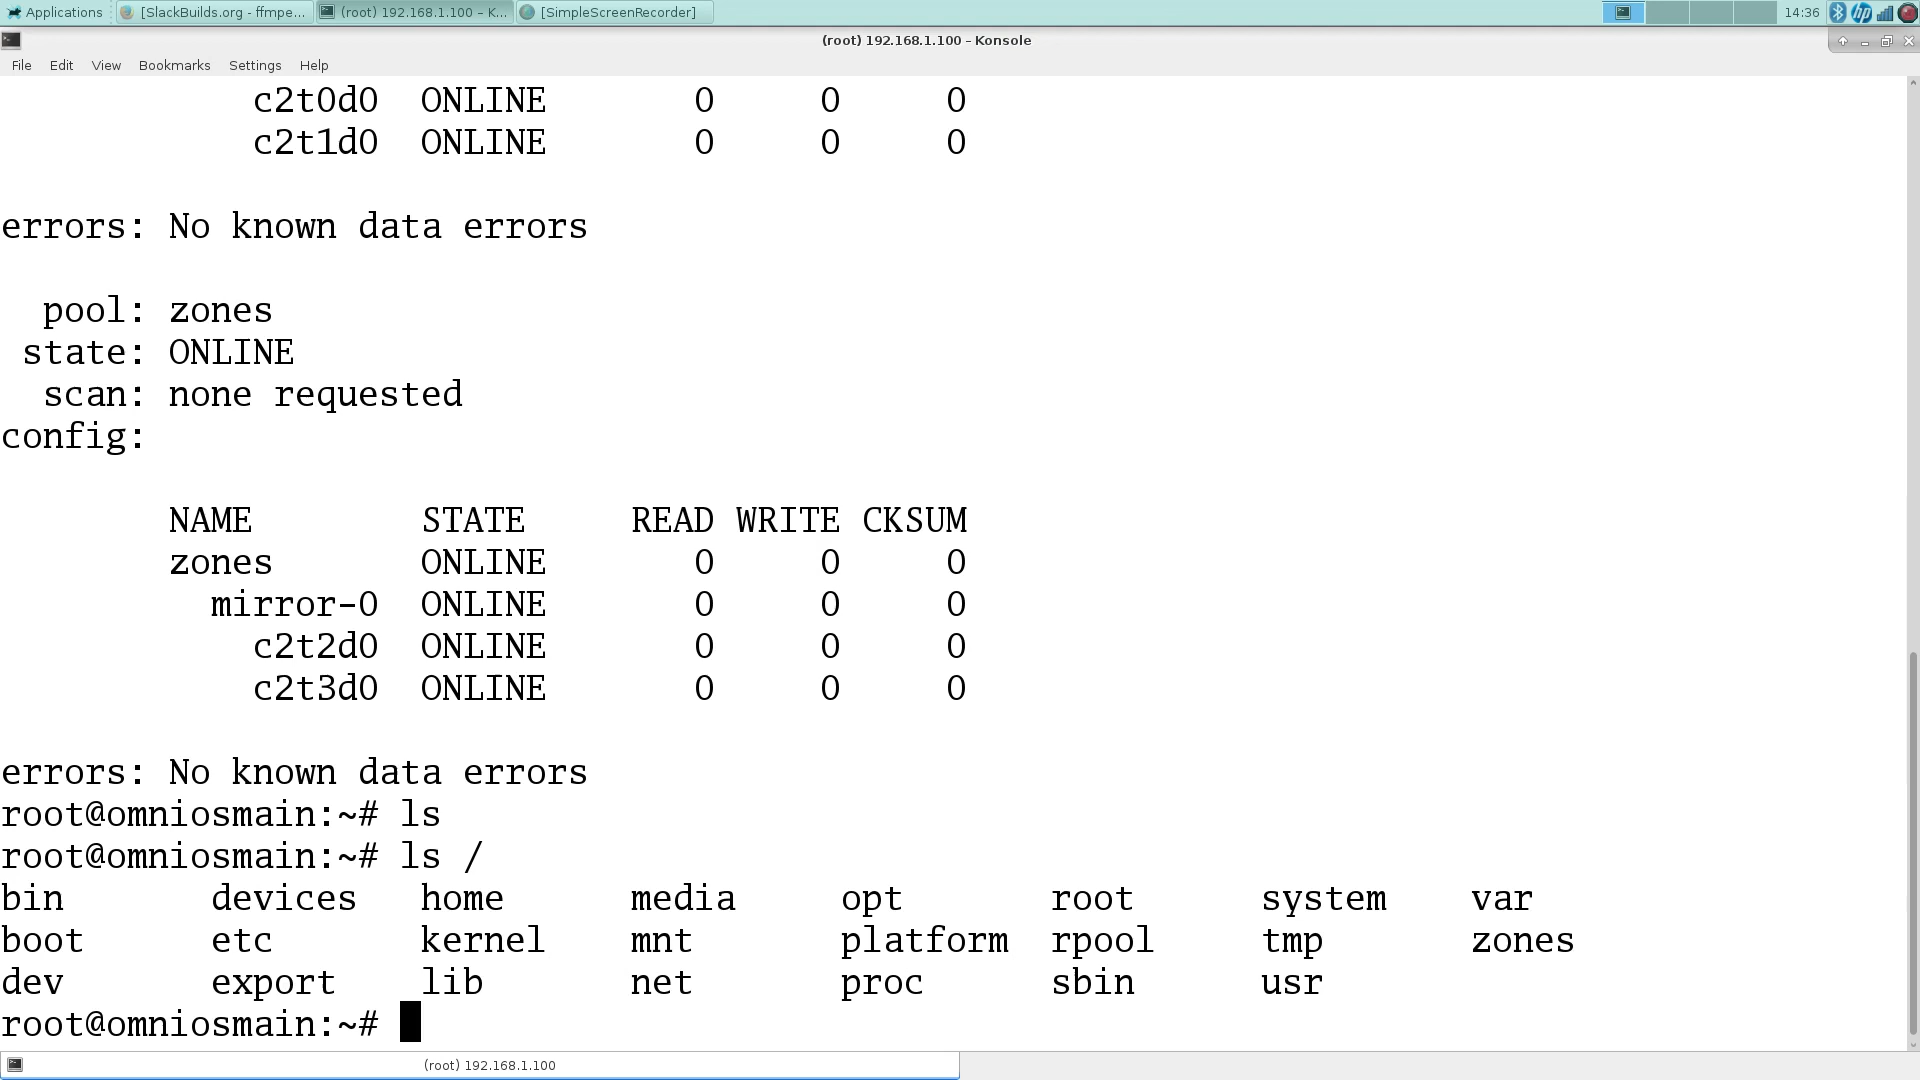 Applications [SlackBuilds.org - ffmpe... (root) 192.168.1.100 – K... [SimpleScreenRecorder] 14:36
(root) 192.168.1.100 – Konsole
File Edit View Bookmarks Settings Help
c2t0d0 ONLINE 0 0 0
c2t1d0 ONLINE 0 0 0
errors: No known data errors
pool: zones
state: ONLINE
scan: none requested
config:
NAME STATE READ WRITE CKSUM
zones ONLINE 0 0 0
mirror-0 ONLINE 0 0 0
c2t2d0 ONLINE 0 0 0
c2t3d0 ONLINE 0 0 0
errors: No known data errors
root@omniosmain:~# ls
root@omniosmain:~# ls /
bin devices home media opt root system var
boot etc kernel mnt platform rpool tmp zones
dev export lib net proc sbin usr
root@omniosmain:~#
(root) 192.168.1.100